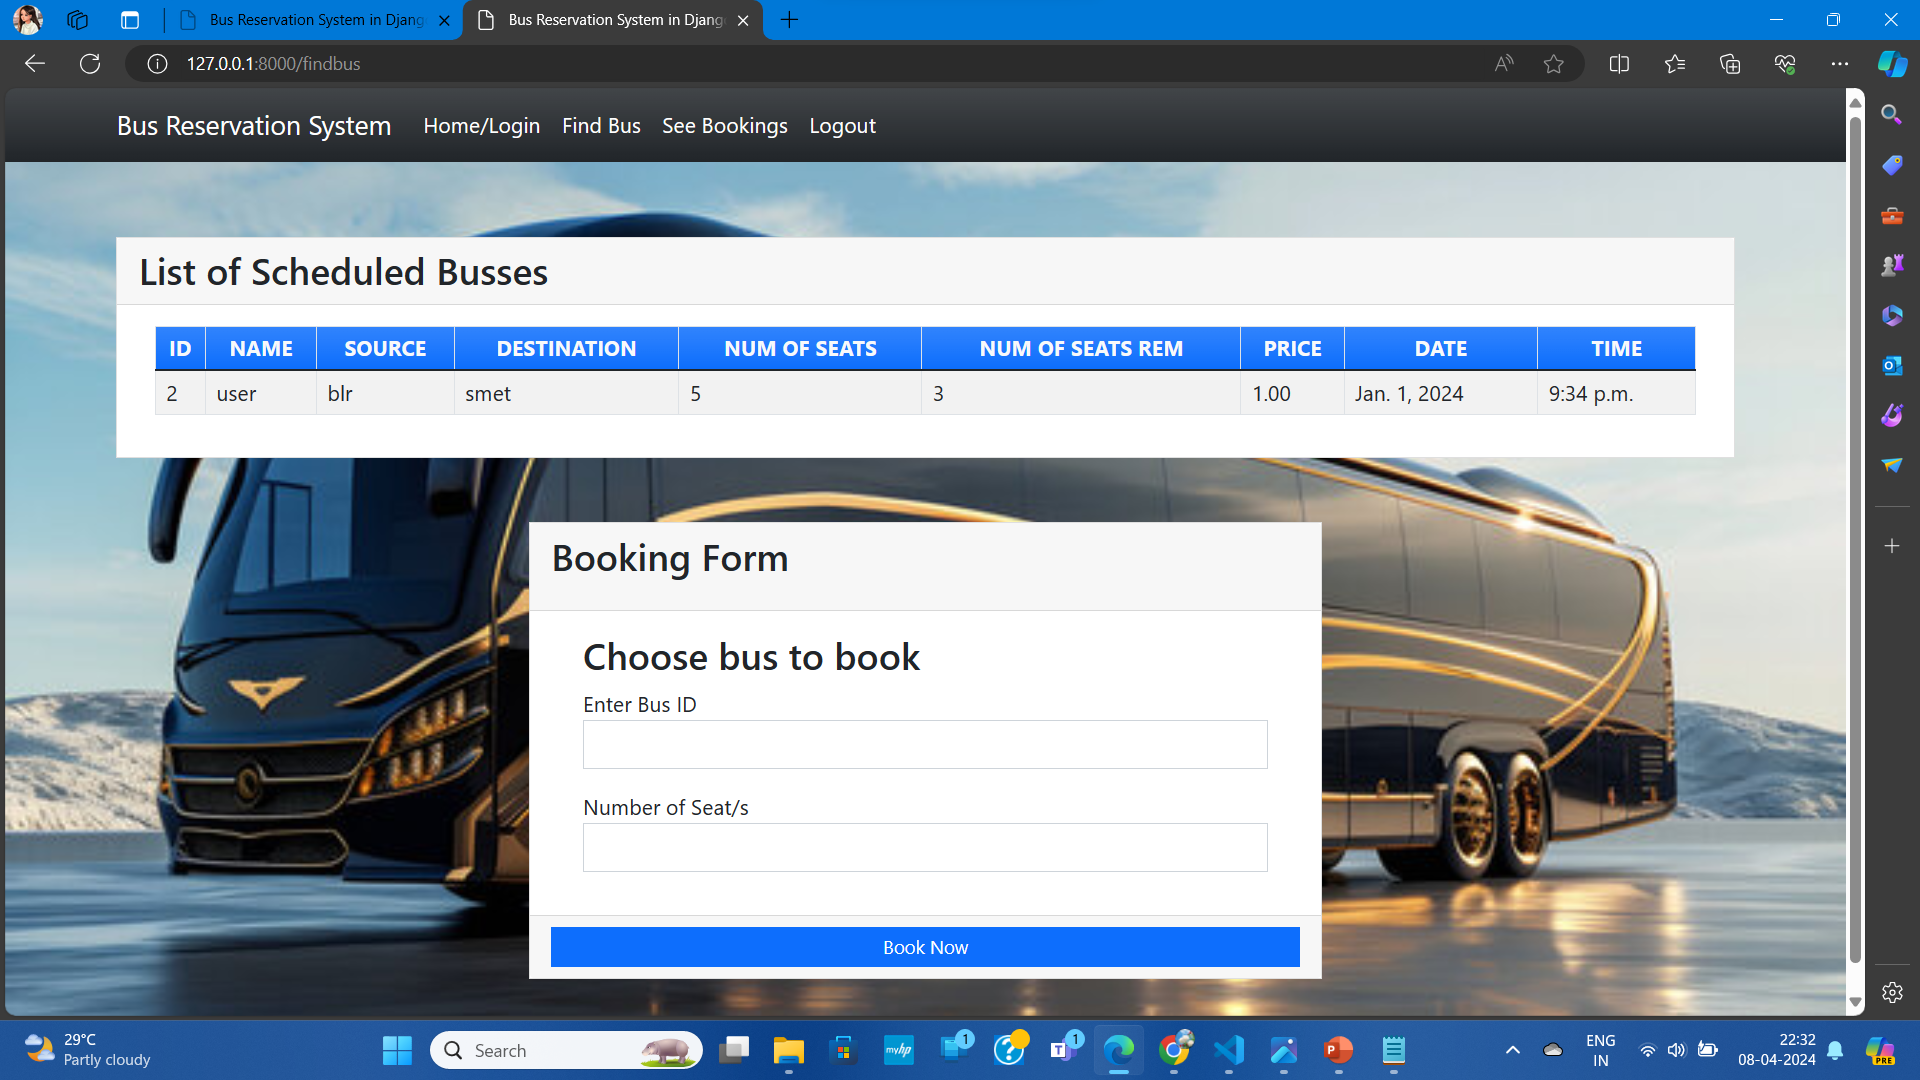 Bus Reservation System in Djang
Bus Reservation System in Djang
127.0.0.1:8000/findbus
Bus Reservation System Home/Login Find Bus See Bookings Logout
List of Scheduled Busses
ID NAME SOURCE DESTINATION NUM OF SEATS NUM OF SEATS REM PRICE DATE TIME
2 user blr smet 5 3 1.00 Jan. 1, 2024 9:34 p.m.
Booking Form
Choose bus to book
Enter Bus ID
Number of Seat/s
Book Now
29°C
Partly cloudy
Search
myhp
1
1
ENG
IN
22:32
08-04-2024
PRE